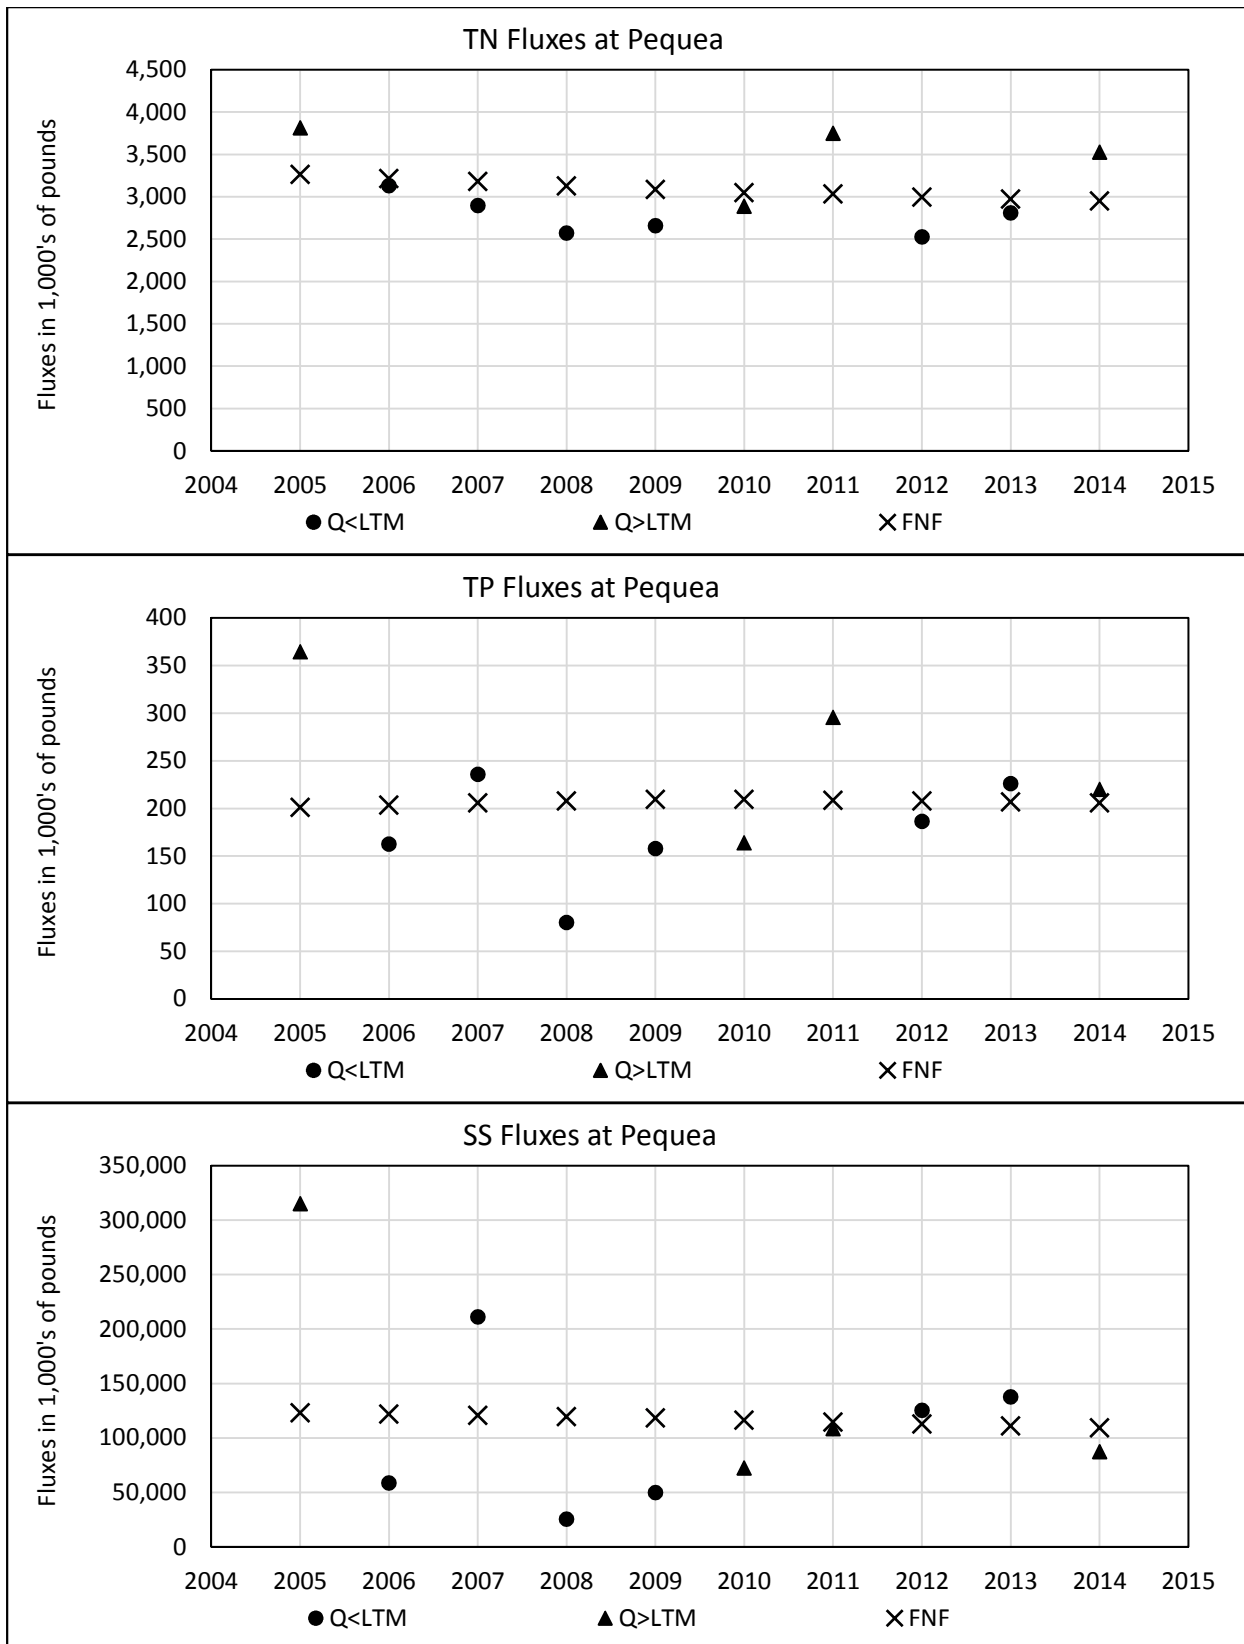 TN Fluxes at Pequea
Fluxes in 1,000's of pounds
4,500
4,000
3,500
3,000
2,500
2,000
1,500
1,000
500
0
2004 2005 2006 2007 2008 2009 2010 2011 2012 2013 2014 2015
Q<LTM Q>LTM FNF
TP Fluxes at Pequea
Fluxes in 1,000's of pounds
400
350
300
250
200
150
100
50
0
2004 2005 2006 2007 2008 2009 2010 2011 2012 2013 2014 2015
Q<LTM Q>LTM FNF
SS Fluxes at Pequea
Fluxes in 1,000's of pounds
350,000
300,000
250,000
200,000
150,000
100,000
50,000
0
2004 2005 2006 2007 2008 2009 2010 2011 2012 2013 2014 2015
Q<LTM Q>LTM FNF